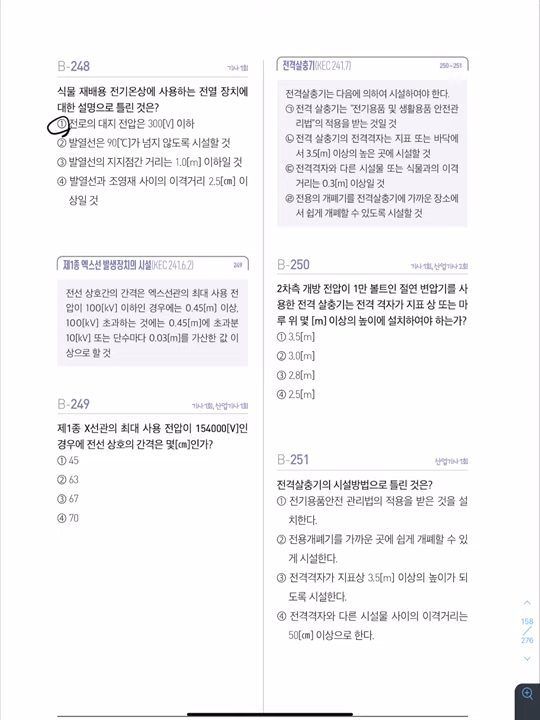 B-248
기사 1회
식물 재배용 전기온상에 사용하는 전열 장치에
대한 설명으로 틀린 것은?
① 전로의 대지 전압은 300[V] 이하
② 발열선은 90[℃]가 넘지 않도록 시설할 것
③ 발열선의 지지점간 거리는 1.0[m] 이하일 것
④ 발열선과 조영재 사이의 이격거리 2.5[㎝] 이
상일 것
제1종 엑스선 발생장치의 시설(KEC 241.6.2)
249
전선 상호간의 간격은 엑스선관의 최대 사용 전
압이 100[kV] 이하인 경우에는 0.45[m] 이상,
100[kV] 초과하는 것에는 0.45[m]에 초과분
10[kV] 또는 단수마다 0.03[m]를 가산한 값 이
상으로 할 것
B-249
기사 1회, 산업기사 1회
제1종 X선관의 최대 사용 전압이 154000[V]인
경우에 전선 상호의 간격은 몇[㎝]인가?
① 45
② 63
③ 67
④ 70
전격살충기(KEC 241.7)
250~251
전격살충기는 다음에 의하여 시설하여야 한다.
㉠ 전격 살충기는 "전기용품 및 생활용품 안전관
리법"의 적용을 받는 것일 것
㉡ 전격 살충기의 전격격자는 지표 또는 바닥에
서 3.5[m] 이상의 높은 곳에 시설할 것
㉢ 전격격자와 다른 시설물 또는 식물과의 이격
거리는 0.3[m] 이상일 것
㉣ 전용의 개폐기를 전격살충기에 가까운 장소에
서 쉽게 개폐할 수 있도록 시설할 것
B-250
기사 1회, 산업기사 2회
2차측 개방 전압이 1만 볼트인 절연 변압기를 사
용한 전격 살충기는 전격 격자가 지표 상 또는 마
루 위 몇 [m] 이상의 높이에 설치하여야 하는가?
① 3.5[m]
② 3.0[m]
③ 2.8[m]
④ 2.5[m]
B-251
산업기사 1회
전격살충기의 시설방법으로 틀린 것은?
① 전기용품안전 관리법의 적용을 받은 것을 설
치한다.
② 전용개폐기를 가까운 곳에 쉽게 개폐할 수 있
게 시설한다.
③ 전격격자가 지표상 3.5[m] 이상의 높이가 되
도록 시설한다.
④ 전격격자와 다른 시설물 사이의 이격거리는
50[㎝] 이상으로 한다.
158
276